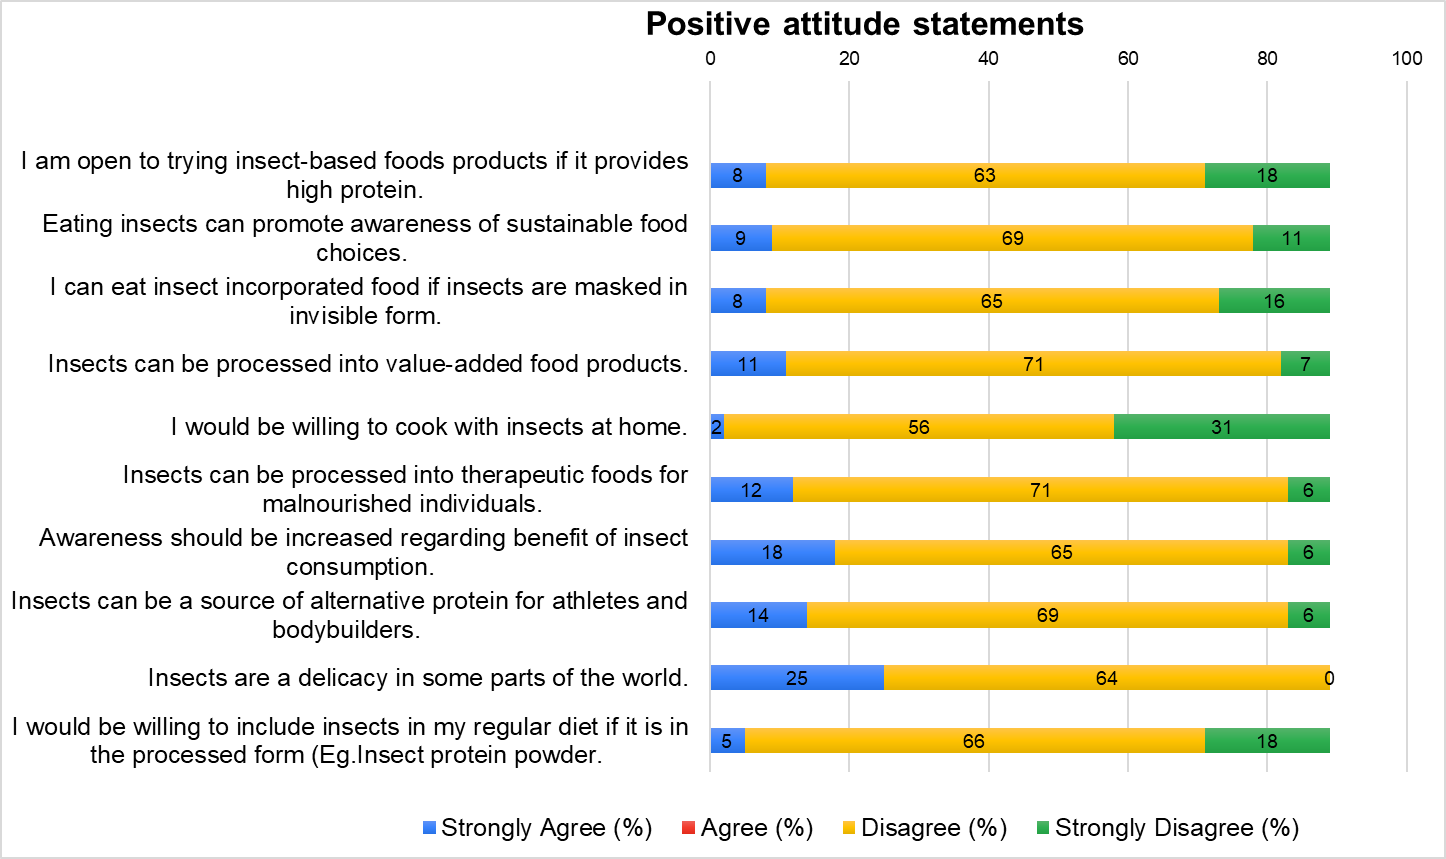 Positive attitude statements
0 20 40 60 80 100
I am open to trying insect-based foods products if it provides
high protein.
8 63 18
Eating insects can promote awareness of sustainable food
choices.
9 69 11
I can eat insect incorporated food if insects are masked in
invisible form.
8 65 16
Insects can be processed into value-added food products.
11 71 7
I would be willing to cook with insects at home.
2 56 31
Insects can be processed into therapeutic foods for
malnourished individuals.
12 71 6
Awareness should be increased regarding benefit of insect
consumption.
18 65 6
Insects can be a source of alternative protein for athletes and
bodybuilders.
14 69 6
Insects are a delicacy in some parts of the world.
25 64 0
I would be willing to include insects in my regular diet if it is in
the processed form (Eg.Insect protein powder.
5 66 18
Strongly Agree (%) Agree (%) Disagree (%) Strongly Disagree (%)